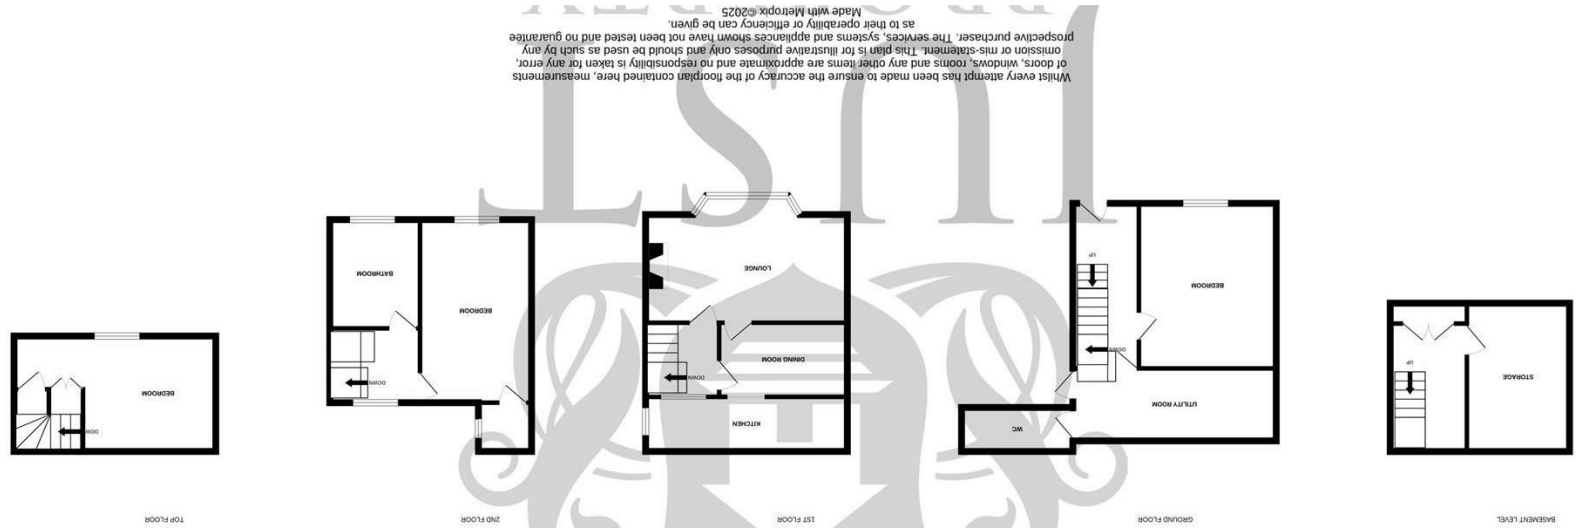 BASEMENT LEVEL
GROUND FLOOR
1ST FLOOR
2ND FLOOR
TOP FLOOR
STORAGE
UP
WC
UTILITY ROOM
DOWN
BEDROOM
UP
KITCHEN
DINING ROOM
DOWN
LOUNGE
DOWN
BEDROOM
BATHROOM
DOWN
BEDROOM
JUST
PROPERTY
Whilst every attempt has been made to ensure the accuracy of the floorplan contained here, measurements
of doors, windows, rooms and any other items are approximate and no responsibility is taken for any error,
omission or mis-statement. This plan is for illustrative purposes only and should be used as such by any
prospective purchaser. The services, systems and appliances shown have not been tested and no guarantee
as to their operability or efficiency can be given.
Made with Metropix ©2025